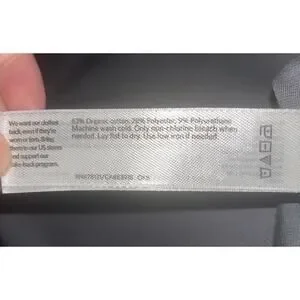 We want our clothes
back, even if they're
worn or torn. Bring
them to our US stores
and support our
take-back program.
63% Organic cotton, 28% Polyester, 9% Polyurethane
Machine wash cold. Only non-chlorine bleach when
needed. Lay flat to dry. Use low iron if needed.